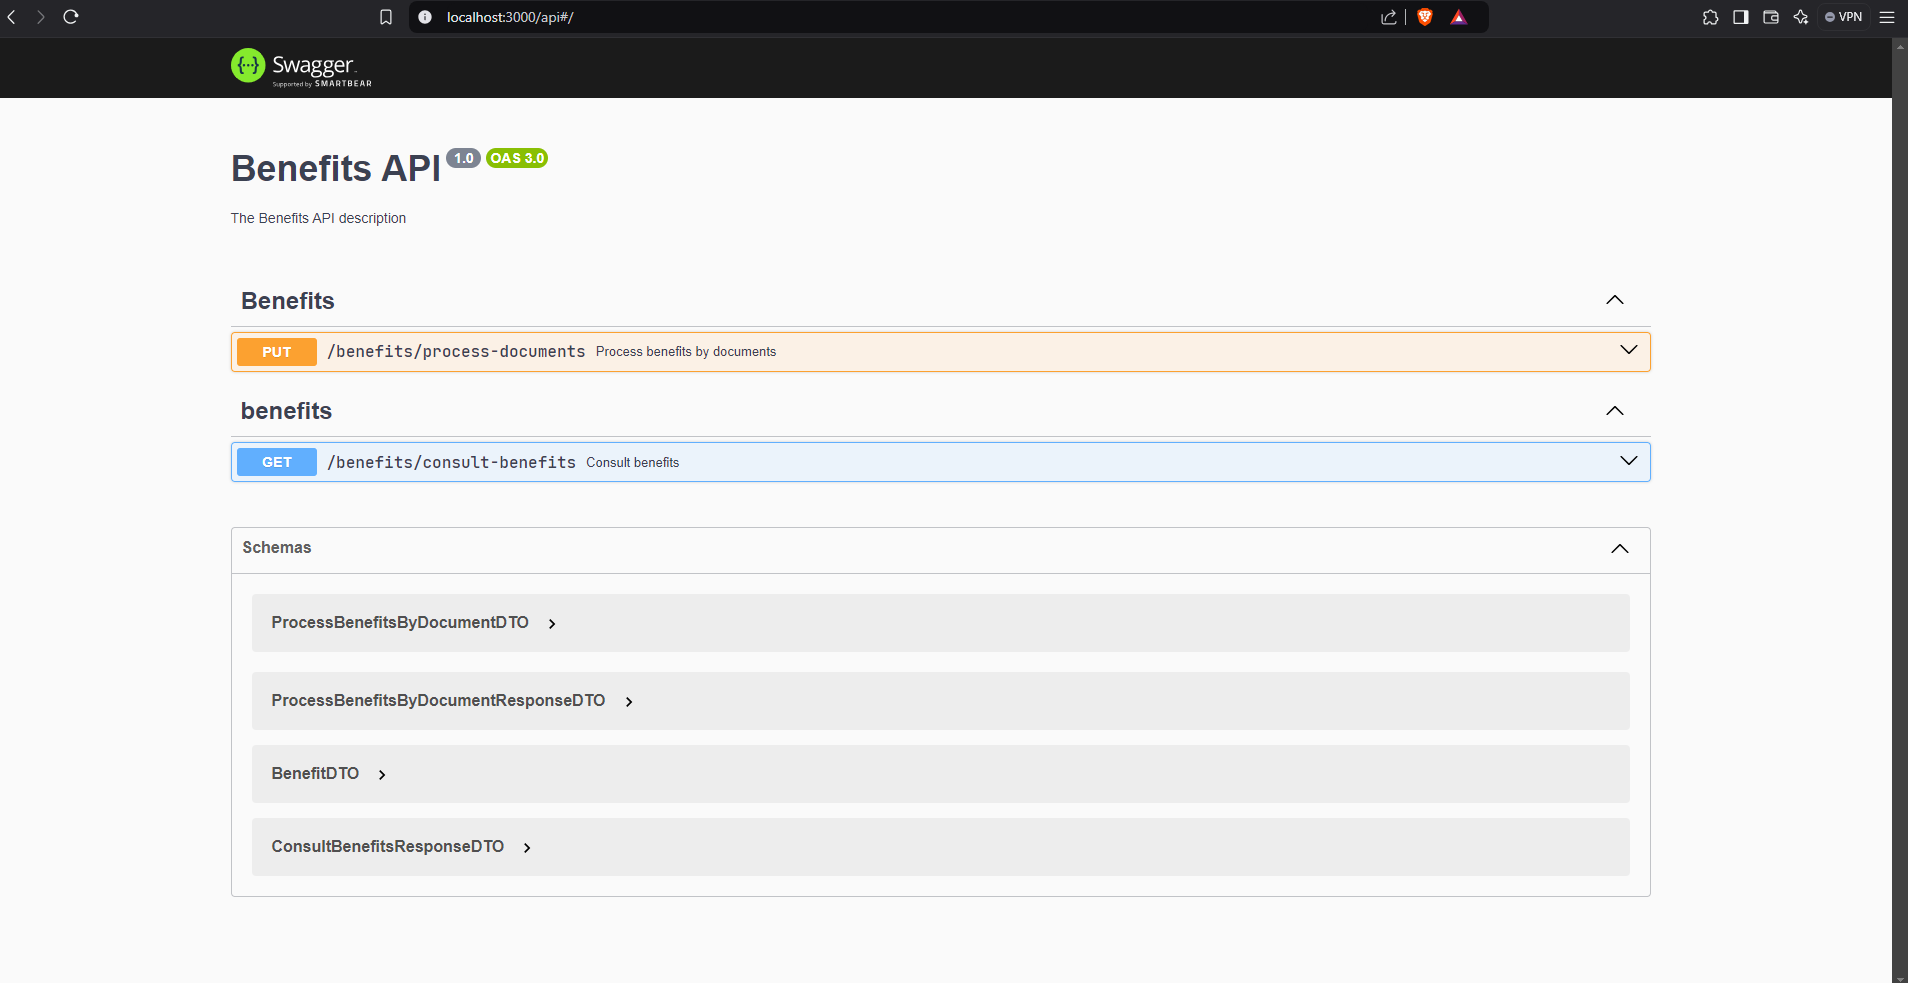 localhost:3000/api#/
VPN
{···} Swagger
Supported by SMARTBEAR
Benefits API 1.0 OAS 3.0
The Benefits API description
Benefits
PUT /benefits/process-documents Process benefits by documents
benefits
GET /benefits/consult-benefits Consult benefits
Schemas
ProcessBenefitsByDocumentDTO
ProcessBenefitsByDocumentResponseDTO
BenefitDTO
ConsultBenefitsResponseDTO